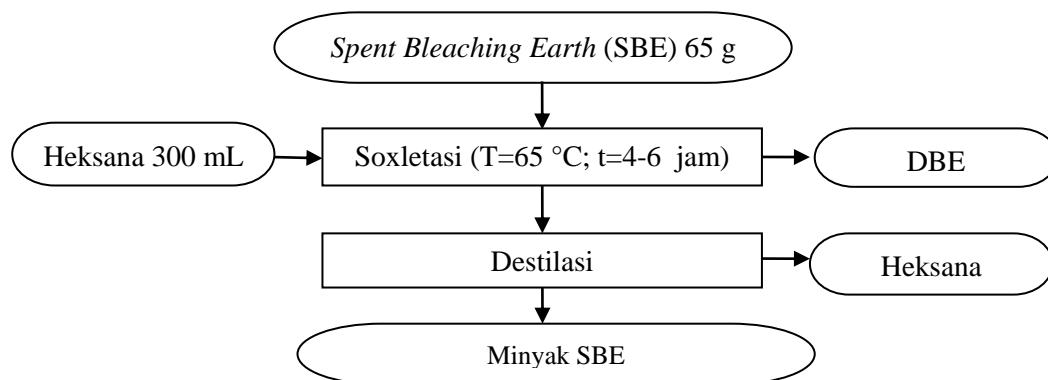 Spent Bleaching Earth (SBE) 65 g
Heksana 300 mL
Soxletasi (T=65 °C; t=4-6 jam)
DBE
Destilasi
Heksana
Minyak SBE